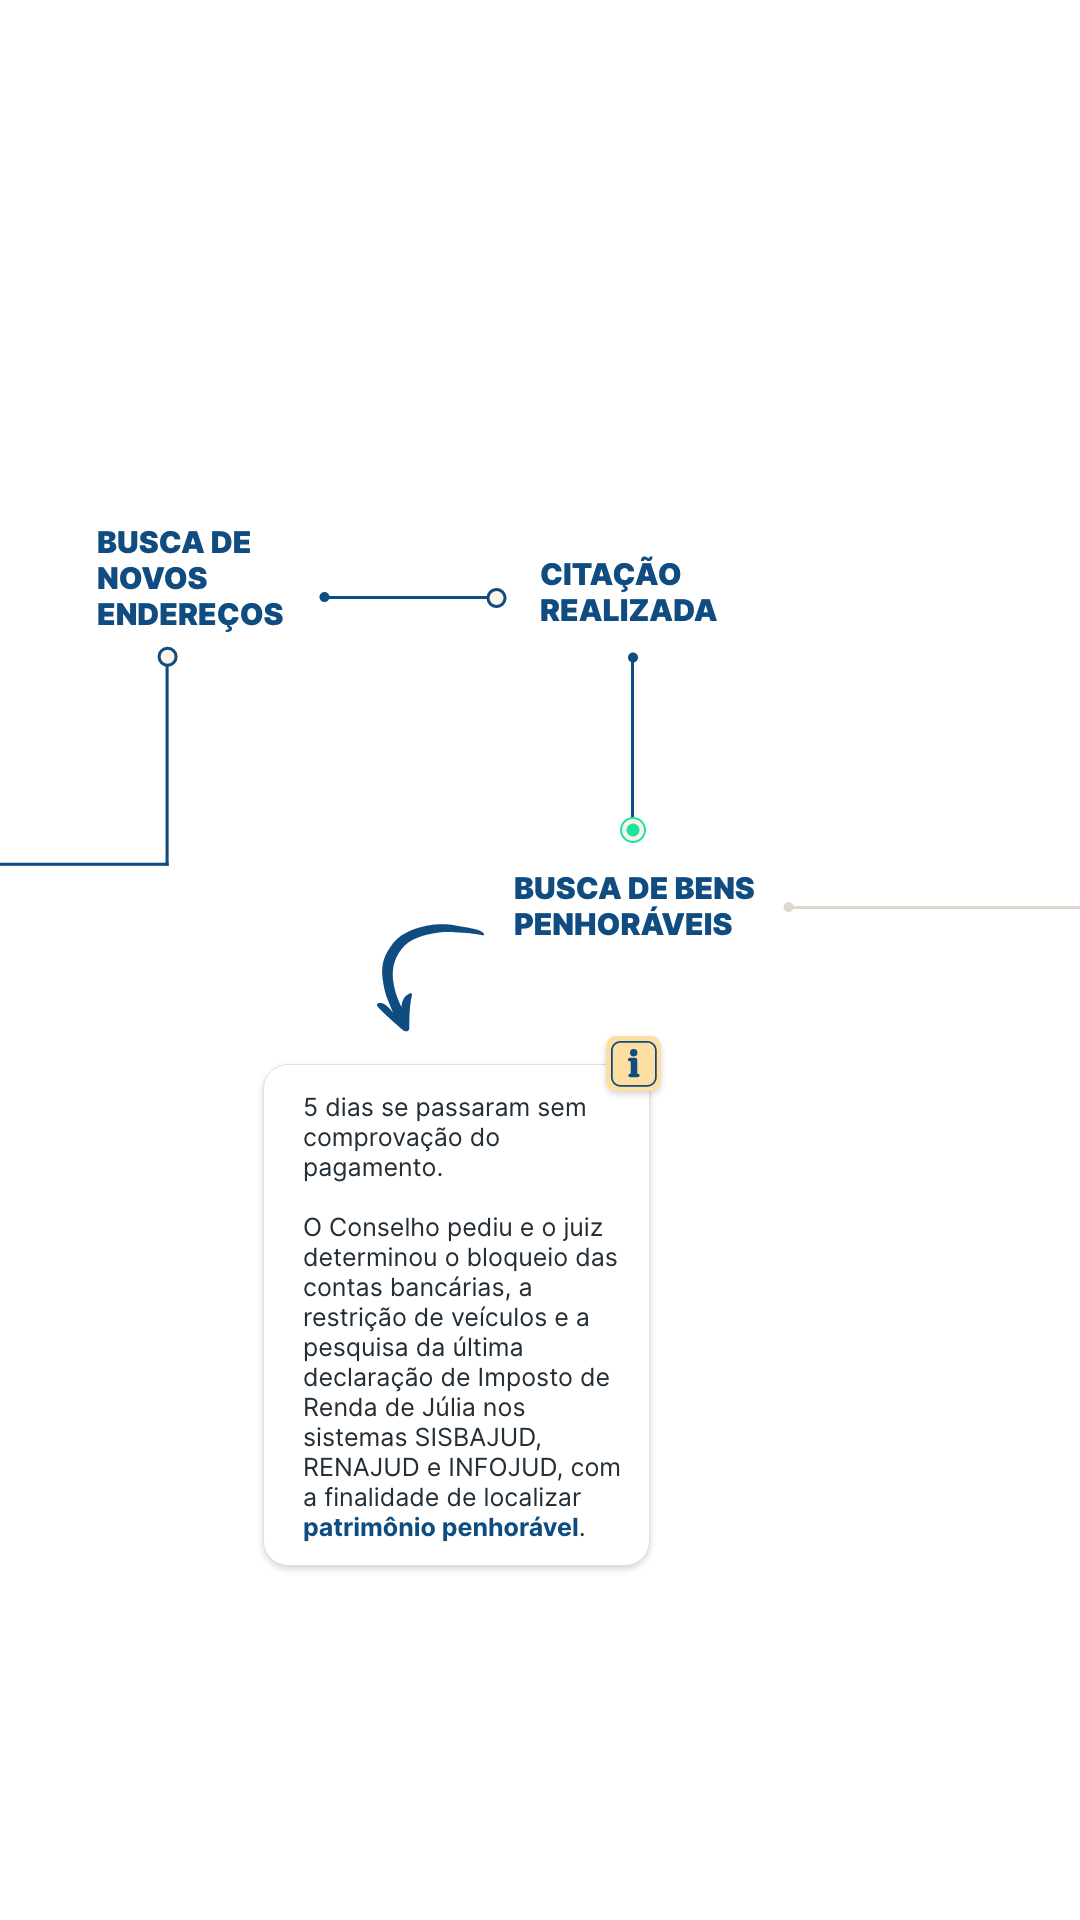 BUSCA DE
NOVOS
ENDEREÇOS
CITAÇÃO
REALIZADA
BUSCA DE BENS
PENHORÁVEIS
i
5 dias se passaram sem
comprovação do
pagamento.
O Conselho pediu e o juiz
determinou o bloqueio das
contas bancárias, a
restrição de veículos e a
pesquisa da última
declaração de Imposto de
Renda de Júlia nos
sistemas SISBAJUD,
RENAJUD e INFOJUD, com
a finalidade de localizar
patrimônio penhorável.